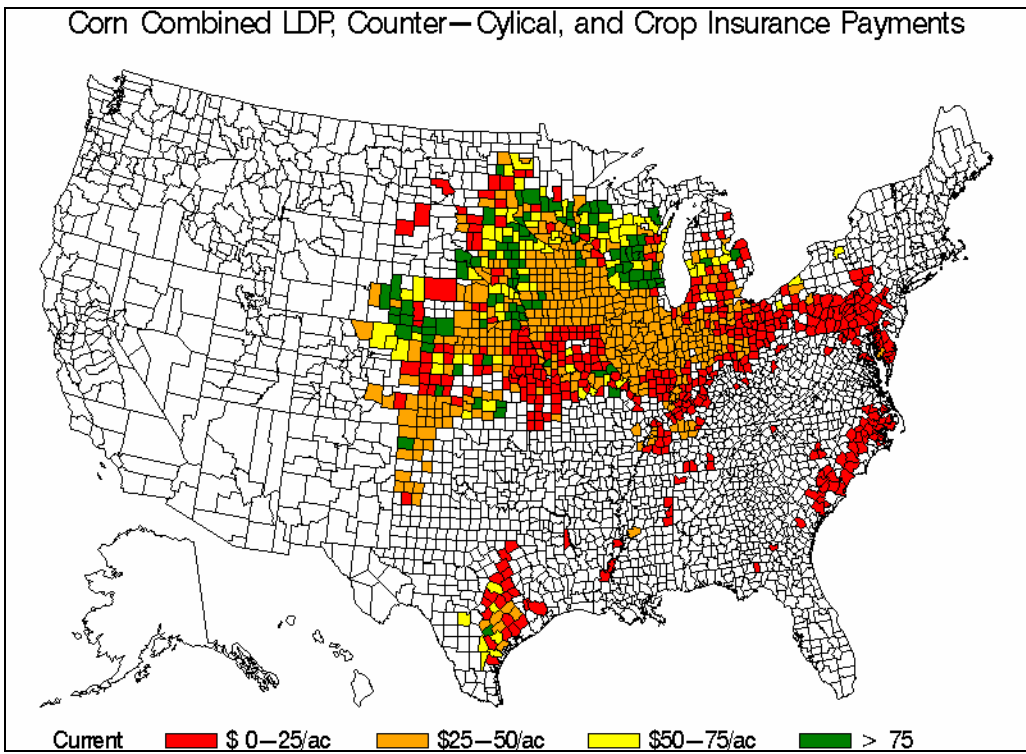 Corn Combined LDP, Counter—Cylical, and Crop Insurance Payments
Current $ 0—25/ac $25—50/ac $50—75/ac > 75